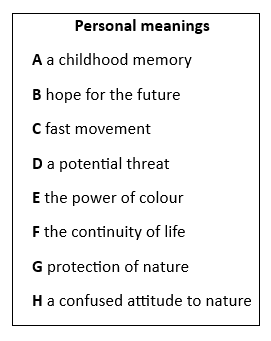 Personal meanings
A a childhood memory
B hope for the future
C fast movement
D a potential threat
E the power of colour
F the continuity of life
G protection of nature
H a confused attitude to nature